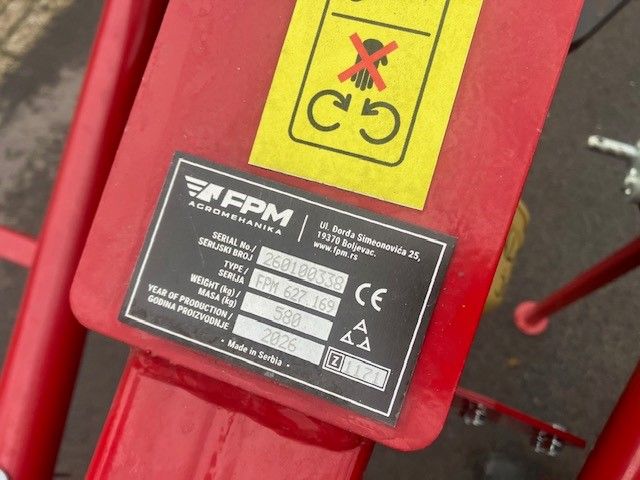 FPM
AGROMEHANIKA
Ul. Đorđa Simeonovića 25,
19370 Boljevac.
www.fpm.rs
SERIAL No./
SERIJSKI BROJ
260100338
TYPE /
SERIJA
FPM 627 169
WEIGHT (kg)/
MASA (kg)
580
YEAR OF PRODUCTION /
GODINA PROIZVODNJE
2026
CE
Z 1121
• Made in Serbia •